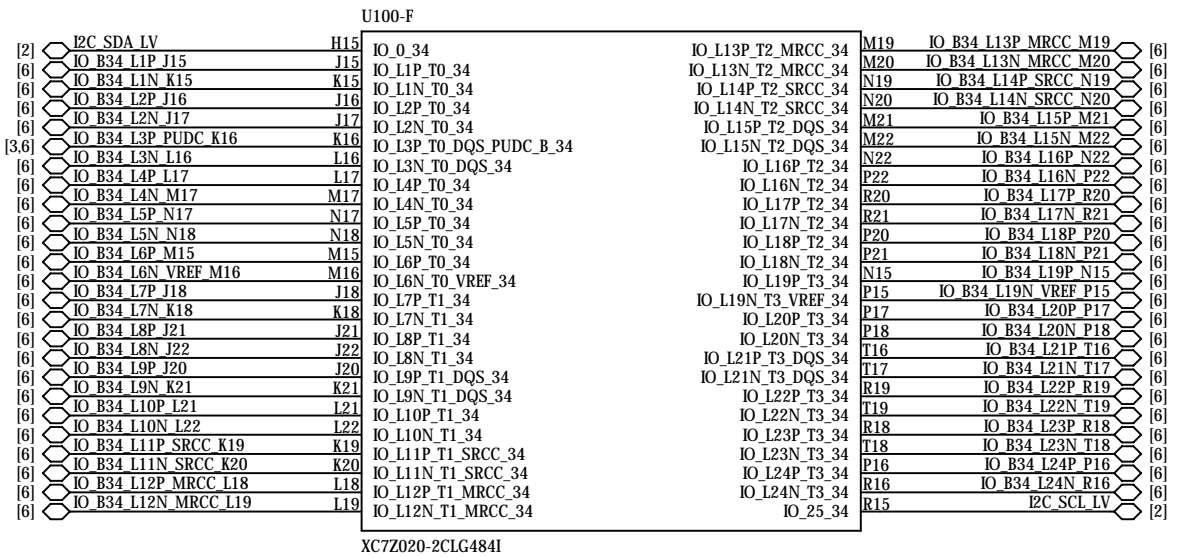 U100-F
[2] I2C_SDA_LV H15 IO_0_34 IO_L13P_T2_MRCC_34 M19 IO_B34_L13P_MRCC_M19 [6]
[6] IO_B34_L1P_J15 J15 IO_L1P_T0_34 IO_L13N_T2_MRCC_34 M20 IO_B34_L13N_MRCC_M20 [6]
[6] IO_B34_L1N_K15 K15 IO_L1N_T0_34 IO_L14P_T2_SRCC_34 N19 IO_B34_L14P_SRCC_N19 [6]
[6] IO_B34_L2P_J16 J16 IO_L2P_T0_34 IO_L14N_T2_SRCC_34 N20 IO_B34_L14N_SRCC_N20 [6]
[6] IO_B34_L2N_J17 J17 IO_L2N_T0_34 IO_L15P_T2_DQS_34 M21 IO_B34_L15P_M21 [6]
[3,6] IO_B34_L3P_PUDC_K16 K16 IO_L3P_T0_DQS_PUDC_B_34 IO_L15N_T2_DQS_34 M22 IO_B34_L15N_M22 [6]
[6] IO_B34_L3N_L16 L16 IO_L3N_T0_DQS_34 IO_L16P_T2_34 N22 IO_B34_L16P_N22 [6]
[6] IO_B34_L4P_L17 L17 IO_L4P_T0_34 IO_L16N_T2_34 P22 IO_B34_L16N_P22 [6]
[6] IO_B34_L4N_M17 M17 IO_L4N_T0_34 IO_L17P_T2_34 R20 IO_B34_L17P_R20 [6]
[6] IO_B34_L5P_N17 N17 IO_L5P_T0_34 IO_L17N_T2_34 R21 IO_B34_L17N_R21 [6]
[6] IO_B34_L5N_N18 N18 IO_L5N_T0_34 IO_L18P_T2_34 P20 IO_B34_L18P_P20 [6]
[6] IO_B34_L6P_M15 M15 IO_L6P_T0_34 IO_L18N_T2_34 P21 IO_B34_L18N_P21 [6]
[6] IO_B34_L6N_VREF_M16 M16 IO_L6N_T0_VREF_34 IO_L19P_T3_34 N15 IO_B34_L19P_N15 [6]
[6] IO_B34_L7P_J18 J18 IO_L7P_T1_34 IO_L19N_T3_VREF_34 P15 IO_B34_L19N_VREF_P15 [6]
[6] IO_B34_L7N_K18 K18 IO_L7N_T1_34 IO_L20P_T3_34 P17 IO_B34_L20P_P17 [6]
[6] IO_B34_L8P_J21 J21 IO_L8P_T1_34 IO_L20N_T3_34 P18 IO_B34_L20N_P18 [6]
[6] IO_B34_L8N_J22 J22 IO_L8N_T1_34 IO_L21P_T3_DQS_34 T16 IO_B34_L21P_T16 [6]
[6] IO_B34_L9P_J20 J20 IO_L9P_T1_DQS_34 IO_L21N_T3_DQS_34 T17 IO_B34_L21N_T17 [6]
[6] IO_B34_L9N_K21 K21 IO_L9N_T1_DQS_34 IO_L22P_T3_34 R19 IO_B34_L22P_R19 [6]
[6] IO_B34_L10P_L21 L21 IO_L10P_T1_34 IO_L22N_T3_34 T19 IO_B34_L22N_T19 [6]
[6] IO_B34_L10N_L22 L22 IO_L10N_T1_34 IO_L23P_T3_34 R18 IO_B34_L23P_R18 [6]
[6] IO_B34_L11P_SRCC_K19 K19 IO_L11P_T1_SRCC_34 IO_L23N_T3_34 T18 IO_B34_L23N_T18 [6]
[6] IO_B34_L11N_SRCC_K20 K20 IO_L11N_T1_SRCC_34 IO_L24P_T3_34 P16 IO_B34_L24P_P16 [6]
[6] IO_B34_L12P_MRCC_L18 L18 IO_L12P_T1_MRCC_34 IO_L24N_T3_34 R16 IO_B34_L24N_R16 [6]
[6] IO_B34_L12N_MRCC_L19 L19 IO_L12N_T1_MRCC_34 IO_25_34 R15 I2C_SCL_LV [2]
XC7Z020-2CLG484I